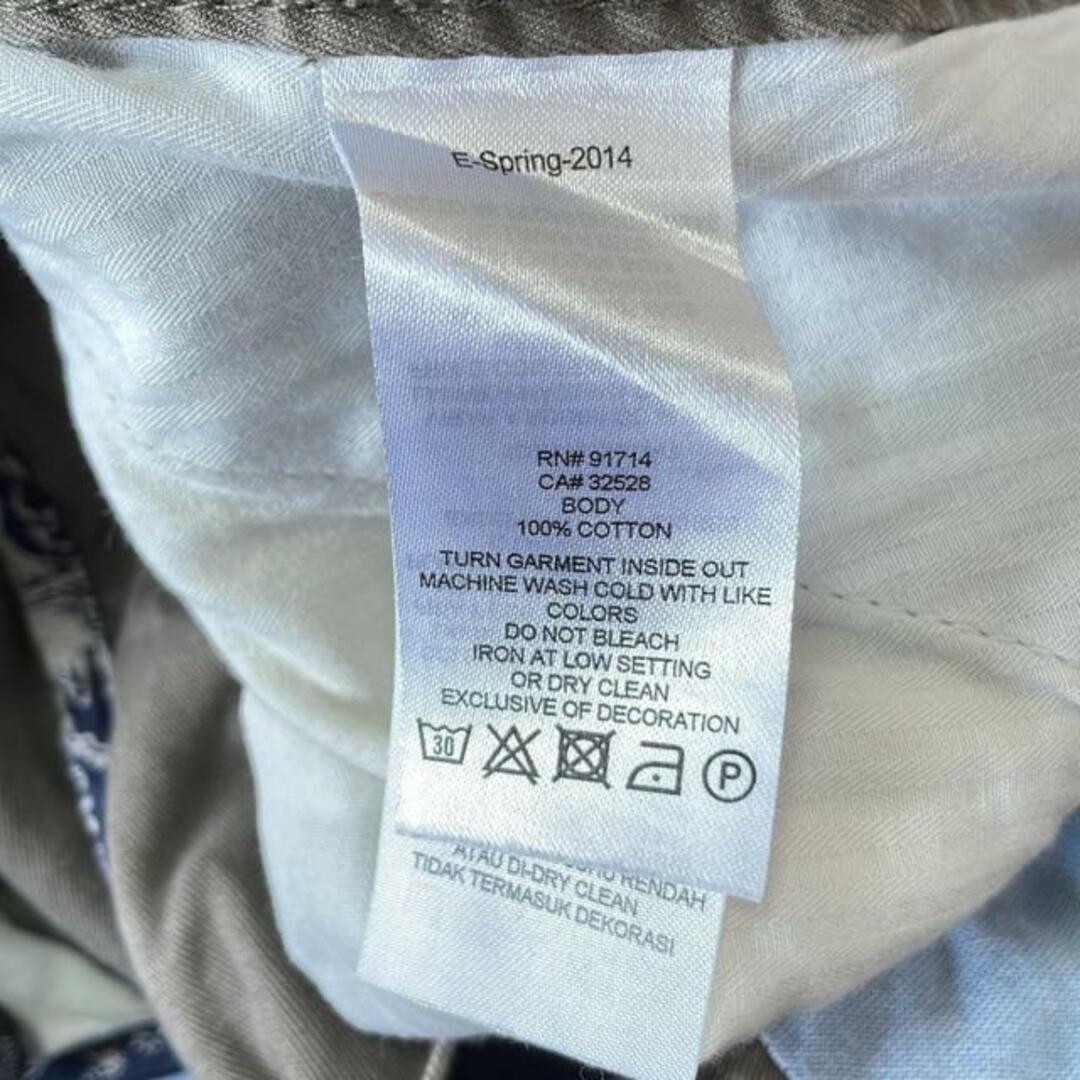 E-Spring-2014
RN# 91714
CA# 32528
BODY
100% COTTON
TURN GARMENT INSIDE OUT
MACHINE WASH COLD WITH LIKE
COLORS
DO NOT BLEACH
IRON AT LOW SETTING
OR DRY CLEAN
EXCLUSIVE OF DECORATION
30
P
ATAU DI-DRY CLEAN RENDAH
TIDAK TERMASUK DEKORASI